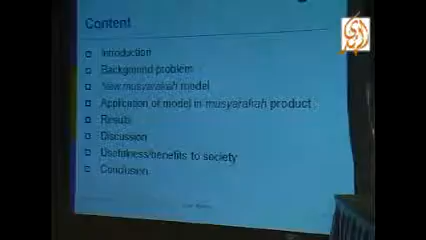 Content
Introduction
Background problem
New musyarakah model
Application of model in musyarakah product
Results
Discussion
Usefulness/benefits to society
Conclusion